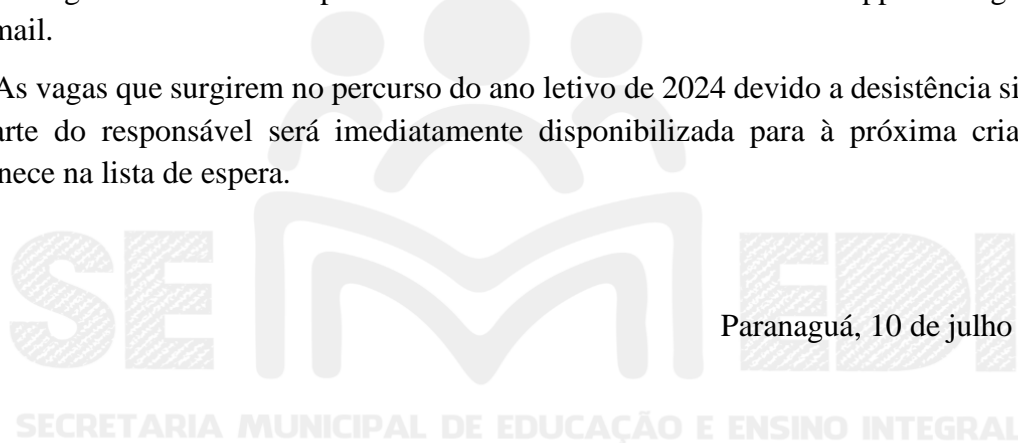 mail.
As vagas que surgirem no percurso do ano letivo de 2024 devido a desistência si
arte do responsável será imediatamente disponibilizada para à próxima cria
nece na lista de espera.
SEMEDI
Paranaguá, 10 de julho
SECRETARIA MUNICIPAL DE EDUCAÇÃO E ENSINO INTEGRAL